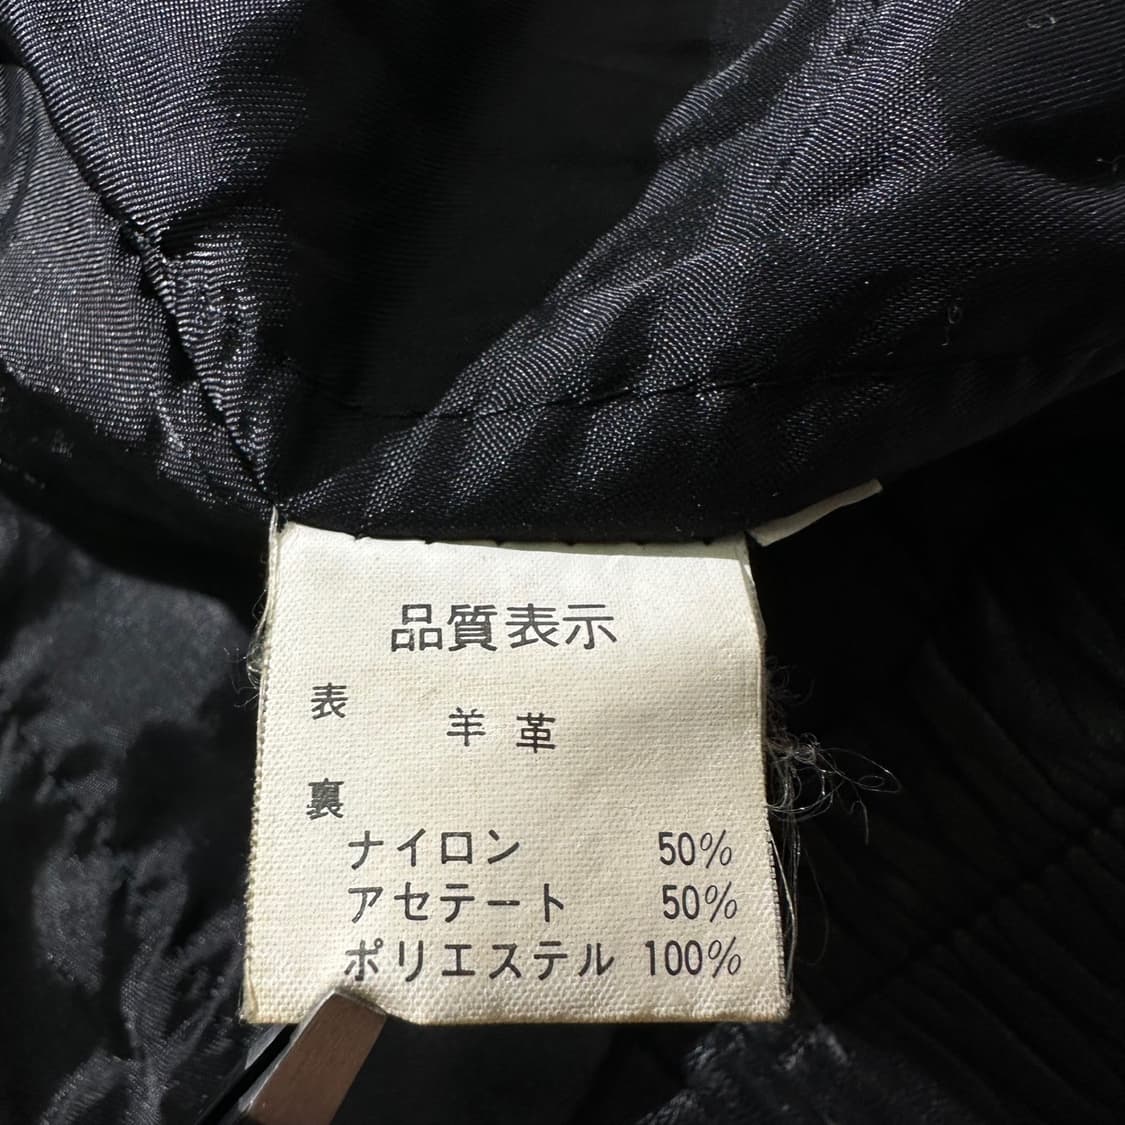 品質表示
表
羊革
裏
ナイロン 50%
アセテート 50%
ポリエステル 100%